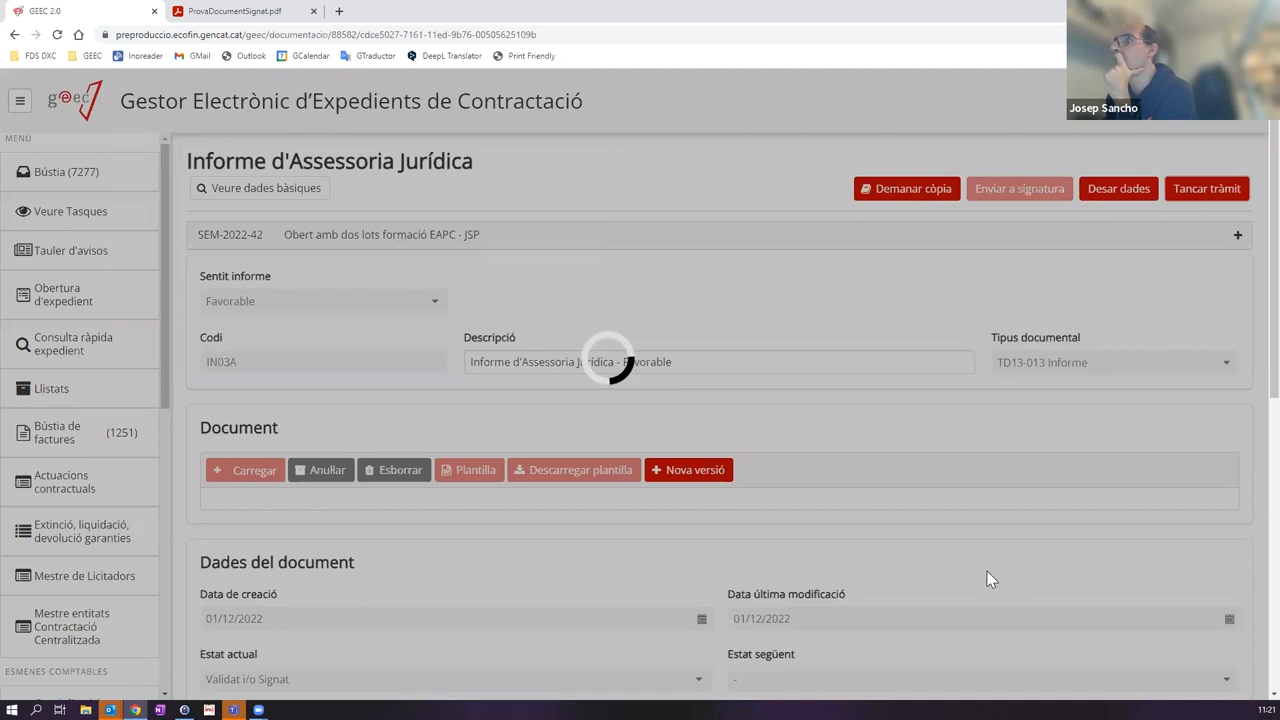 GEEC 2.0
ProvaDocumentSignat.pdf
preproduccio.ecofin.gencat.cat/geec/documentacio/88582/cdce5027-7161-11ed-9b76-00505625109b
FDS DXC
GEEC
Inoreader
GMail
Outlook
GCalendar
GTraductor
DeepL Translator
Print Friendly
Josep Sancho
geec
Gestor Electrònic d'Expedients de Contractació
MENÚ
Bústia (7277)
Veure Tasques
Tauler d'avisos
Obertura
d'expedient
Consulta ràpida
expedient
Llistats
Bústia de
factures
(1251)
Actuacions
contractuals
Extinció, liquidació,
devolució garanties
Mestre de Licitadors
Mestre entitats
Contractació
Centralitzada
ESMENES COMPTABLES
Informe d'Assessoria Jurídica
Veure dades bàsiques
Demanar còpia
Enviar a signatura
Desar dades
Tancar tràmit
SEM-2022-42 Obert amb dos lots formació EAPC - JSP
Sentit informe
Favorable
Codi
Descripció
Tipus documental
IN03A
Informe d'Assessoria Jurídica - Favorable
TD13-013 Informe
Document
Carregar
Anul·lar
Esborrar
Plantilla
Descarregar plantilla
Nova versió
Dades del document
Data de creació
Data última modificació
01/12/2022
01/12/2022
Estat actual
Estat següent
Validat i/o Signat
-
11:21